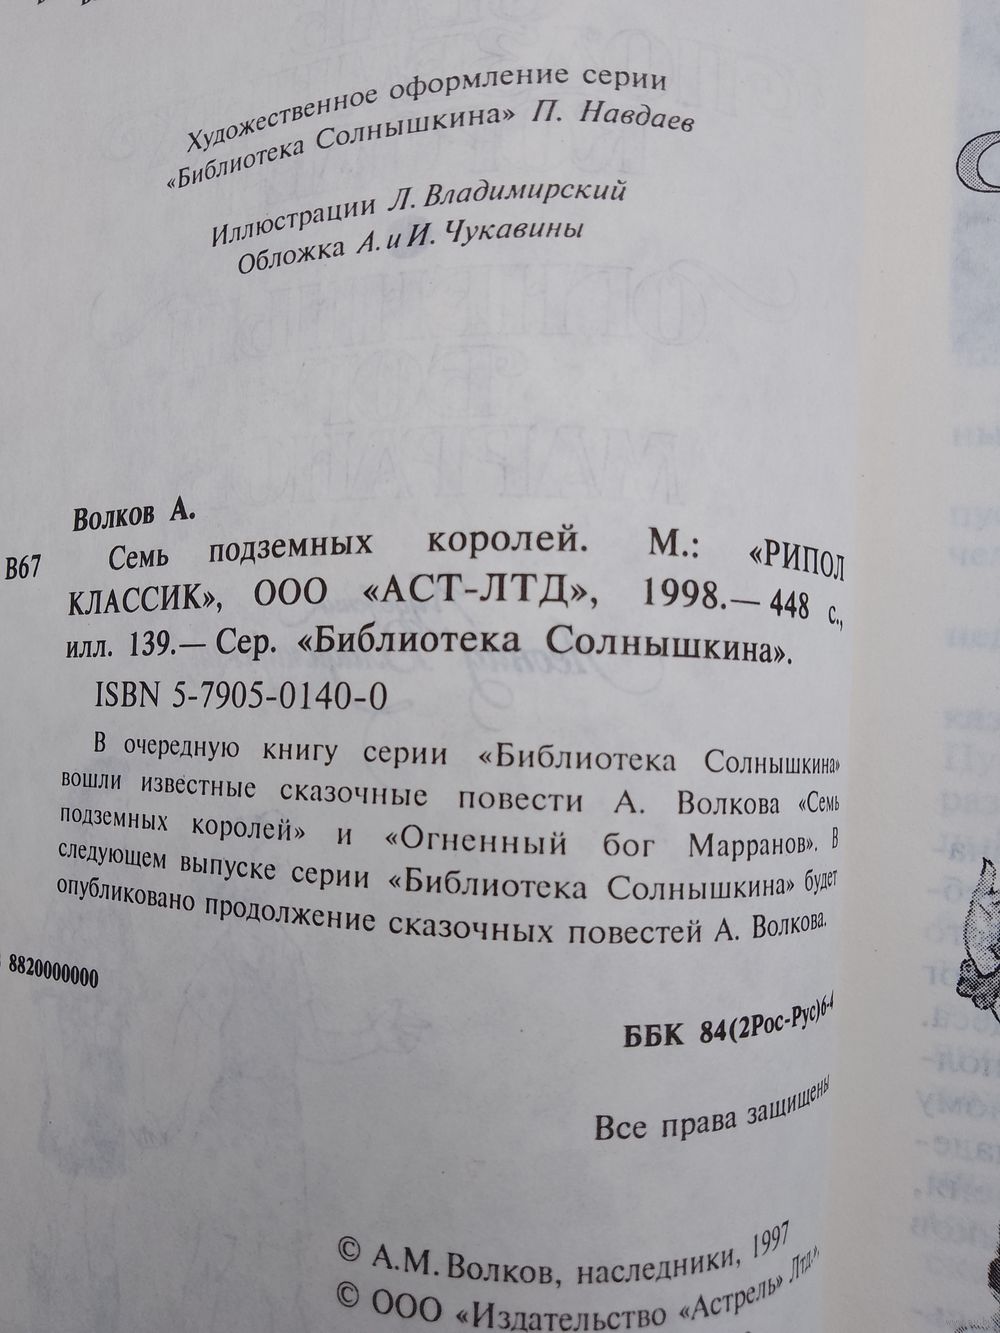 Художественное оформление серии
«Библиотека Солнышкина» П. Навдаев
Иллюстрации Л. Владимирский
Обложка А. и И. Чукавины
Волков А.
В67 Семь подземных королей. М.: «РИПОЛ
КЛАССИК», ООО «АСТ-ЛТД», 1998.— 448 с.,
илл. 139.— Сер. «Библиотека Солнышкина».
ISBN 5-7905-0140-0
В очередную книгу серии «Библиотека Солнышкина»
вошли известные сказочные повести А. Волкова «Семь
подземных королей» и «Огненный бог Марранов». В
следующем выпуске серии «Библиотека Солнышкина» будет
опубликовано продолжение сказочных повестей А. Волкова.
8820000000
ББК 84(2Рос-Рус)6-4
Все права защищены
© А.М. Волков, наследники, 1997
© ООО «Издательство «Астрель» Лтд.»,